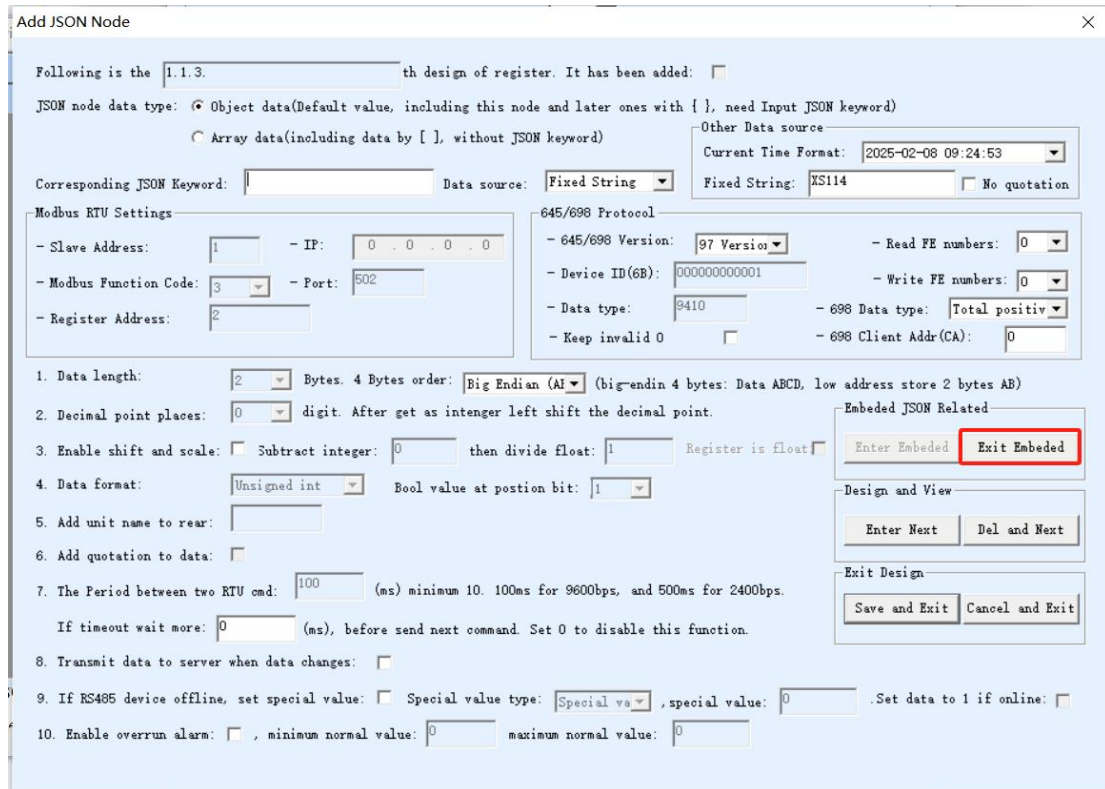 Add JSON Node
Following is the 1.1.3. th design of register. It has been added:
JSON node data type: Object data(Default value, including this node and later ones with { }, need Input JSON keyword)
Array data(including data by [ ], without JSON keyword)
Other Data source
Current Time Format: 2025-02-08 09:24:53
Corresponding JSON Keyword: Data source: Fixed String Fixed String: XS114 No quotation
Modbus RTU Settings
- Slave Address: 1 - IP: 0 . 0 . 0 . 0
- Modbus Function Code: 3 - Port: 502
- Register Address: 2
645/698 Protocol
- 645/698 Version: 97 Version - Read FE numbers: 0
- Device ID(6B): 000000000001 - Write FE numbers: 0
- Data type: 9410 - 698 Data type: Total positiv
- Keep invalid 0 - 698 Client Addr(CA): 0
1. Data length: 2 Bytes. 4 Bytes order: Big Endian (AB (big-endin 4 bytes: Data ABCD, low address store 2 bytes AB)
2. Decimal point places: 0 digit. After get as intenger left shift the decimal point.
3. Enable shift and scale: Subtract integer: 0 then divide float: 1 Register is float
4. Data format: Unsigned int Bool value at postion bit: 1
5. Add unit name to rear:
6. Add quotation to data:
7. The Period between two RTU cmd: 100 (ms) minimum 10. 100ms for 9600bps, and 500ms for 2400bps.
If timeout wait more: 0 (ms), before send next command. Set 0 to disable this function.
Embeded JSON Related
Enter Embeded Exit Embeded
Design and View
Enter Next Del and Next
Exit Design
Save and Exit Cancel and Exit
8. Transmit data to server when data changes:
9. If RS485 device offline, set special value: Special value type: Special va , special value: 0 .Set data to 1 if online:
10. Enable overrun alarm: , minimum normal value: 0 maximum normal value: 0